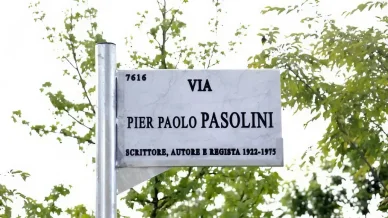 7616
VIA
PIER PAOLO PASOLINI
SCRITTORE, AUTORE E REGISTA 1922-1975